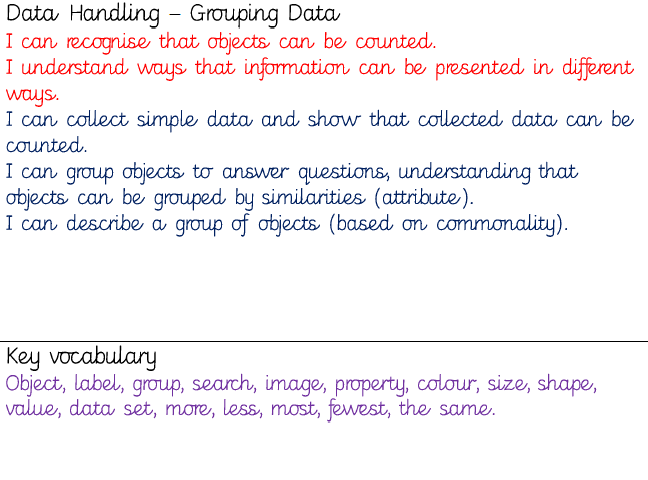 Data Handling – Grouping Data
I can recognise that objects can be counted.
I understand ways that information can be presented in different
ways.
I can collect simple data and show that collected data can be
counted.
I can group objects to answer questions, understanding that
objects can be grouped by similarities (attribute).
I can describe a group of objects (based on commonality).
Key vocabulary
Object, label, group, search, image, property, colour, size, shape,
value, data set, more, less, most, fewest, the same.